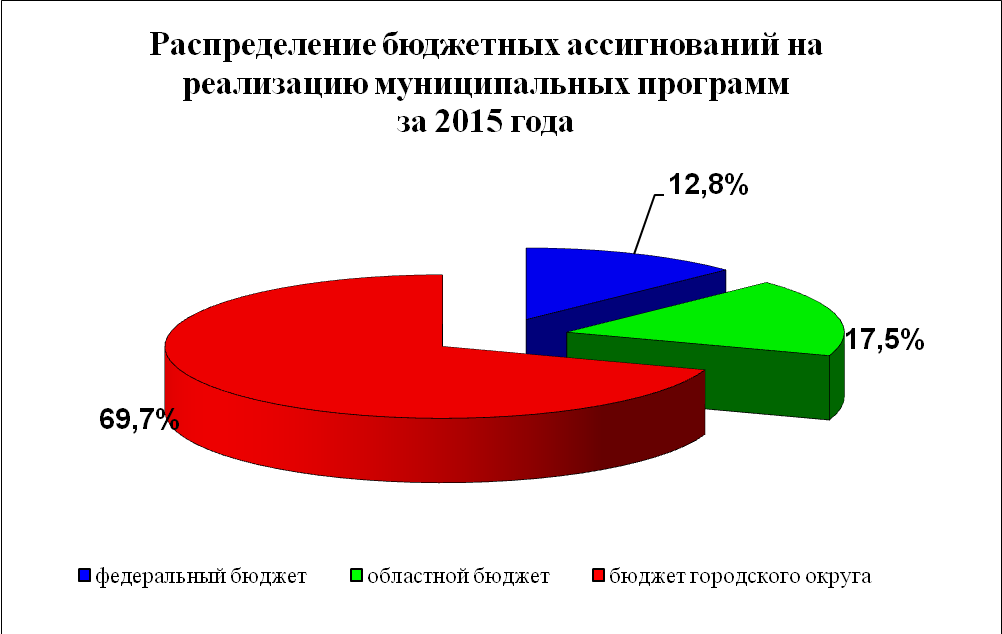 Распределение бюджетных ассигнований на
реализацию муниципальных программ
за 2015 года
12,8%
17,5%
69,7%
федеральный бюджет
областной бюджет
бюджет городского округа